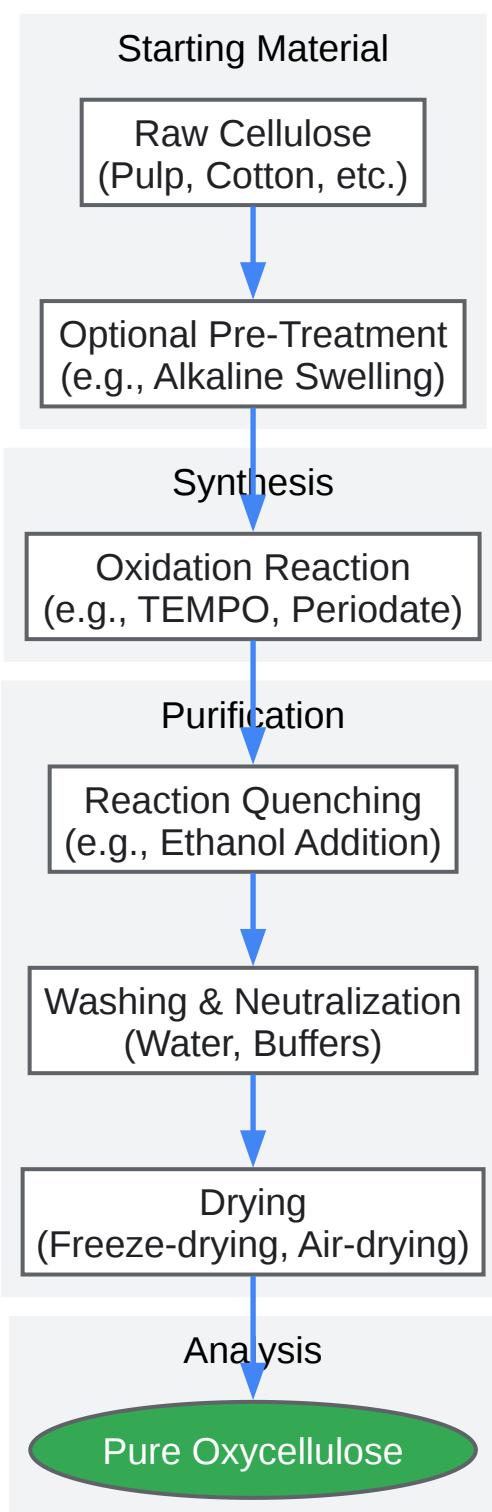 Starting Material
Raw Cellulose
(Pulp, Cotton, etc.)
Optional Pre-Treatment
(e.g., Alkaline Swelling)
Synthesis
Oxidation Reaction
(e.g., TEMPO, Periodate)
Purification
Reaction Quenching
(e.g., Ethanol Addition)
Washing & Neutralization
(Water, Buffers)
Drying
(Freeze-drying, Air-drying)
Analysis
Pure Oxycellulose